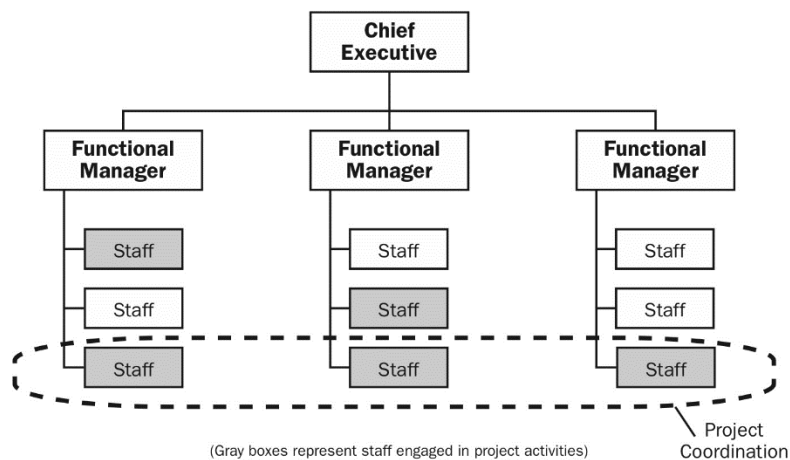 Chief
Executive
Functional
Manager
Functional
Manager
Functional
Manager
Staff
Staff
Staff
Staff
Staff
Staff
Staff
Staff
Staff
Project
Coordination
(Gray boxes represent staff engaged in project activities)